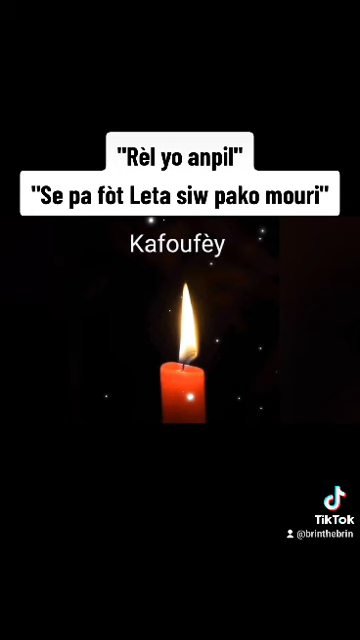 "Rèl yo anpil"
"Se pa fòt Leta siw pako mouri"
Kafoufèy
TikTok
@brinthebrin